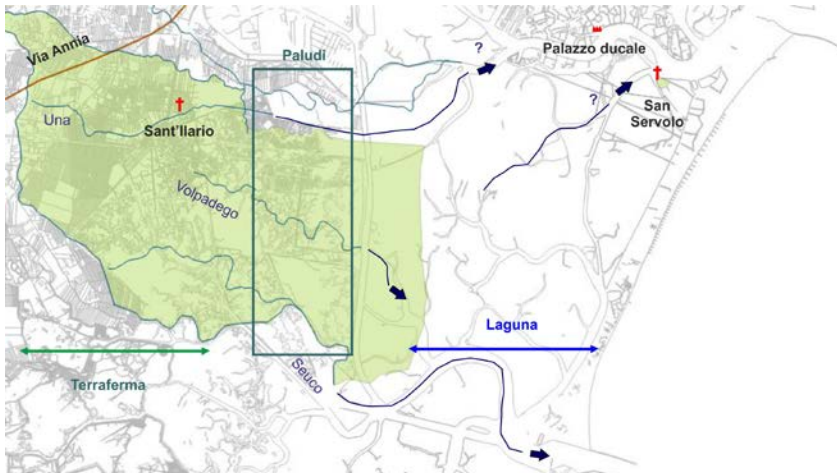 Via Annia
Paludi
?
Palazzo ducale
Una
Sant'Ilario
?
San
Servolo
Volpadego
Laguna
Seuco
Terraferma